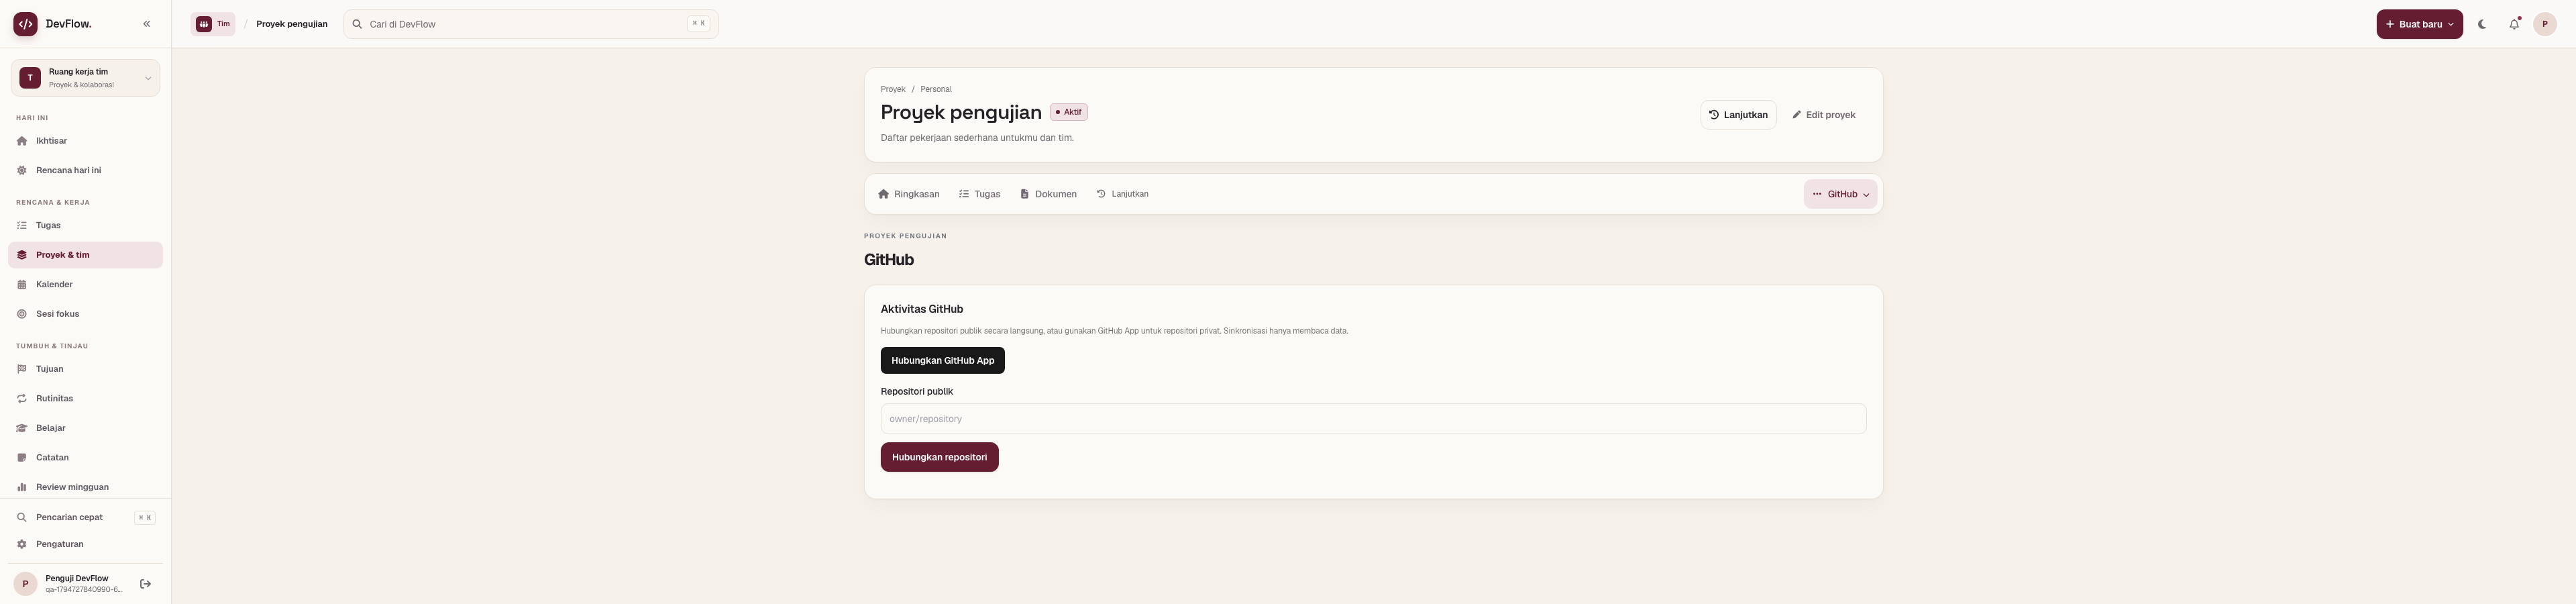 DevFlow.
Ruang kerja tim
Proyek & kolaborasi
HARI INI
Ikhtisar
Rencana hari ini
RENCANA & KERJA
Tugas
Proyek & tim
Kalender
Sesi fokus
TUMBUH & TINJAU
Tujuan
Rutinitas
Belajar
Catatan
Review mingguan
Pencarian cepat ⌘ K
Pengaturan
P Penguji DevFlow
qa-1794727840990-6...
Tim / Proyek pengujian
Cari di DevFlow ⌘ K
+ Buat baru
P
Proyek / Personal
Proyek pengujian Aktif
Daftar pekerjaan sederhana untukmu dan tim.
Lanjutkan Edit proyek
Ringkasan Tugas Dokumen Lanjutkan
GitHub
PROYEK PENGUJIAN
GitHub
Aktivitas GitHub
Hubungkan repositori publik secara langsung, atau gunakan GitHub App untuk repositori privat. Sinkronisasi hanya membaca data.
Hubungkan GitHub App
Repositori publik
owner/repository
Hubungkan repositori